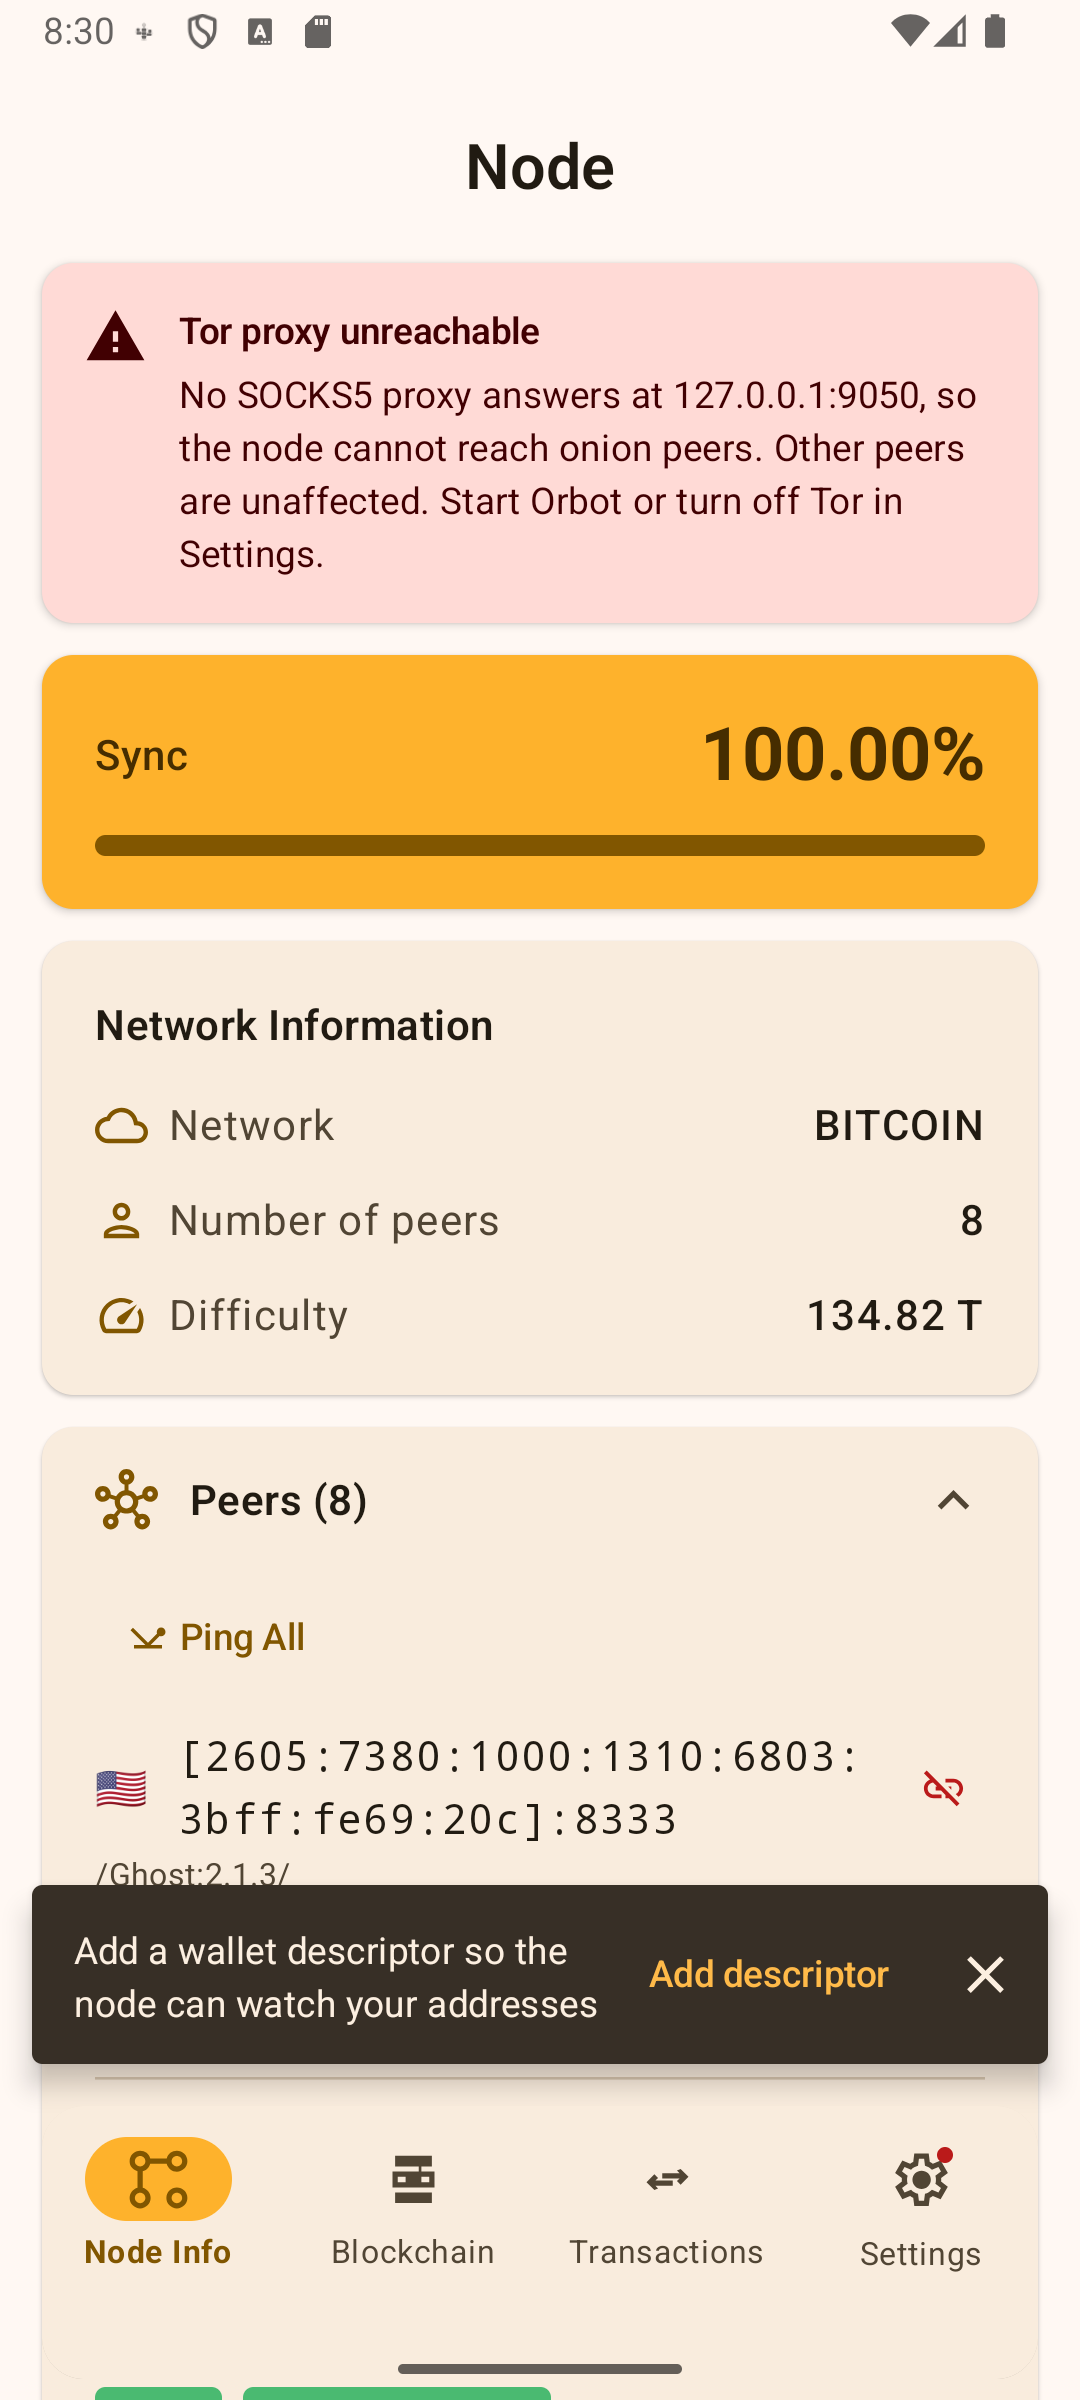 8:30
Node
Tor proxy unreachable
No SOCKS5 proxy answers at 127.0.0.1:9050, so
the node cannot reach onion peers. Other peers
are unaffected. Start Orbot or turn off Tor in
Settings.
Sync
100.00%
Network Information
Network
BITCOIN
Number of peers
8
Difficulty
134.82 T
Peers (8)
Ping All
[2605:7380:1000:1310:6803:
3bff:fe69:20c]:8333
/Ghost:2.1.3/
Add a wallet descriptor so the
node can watch your addresses
Add descriptor
Node Info
Blockchain
Transactions
Settings